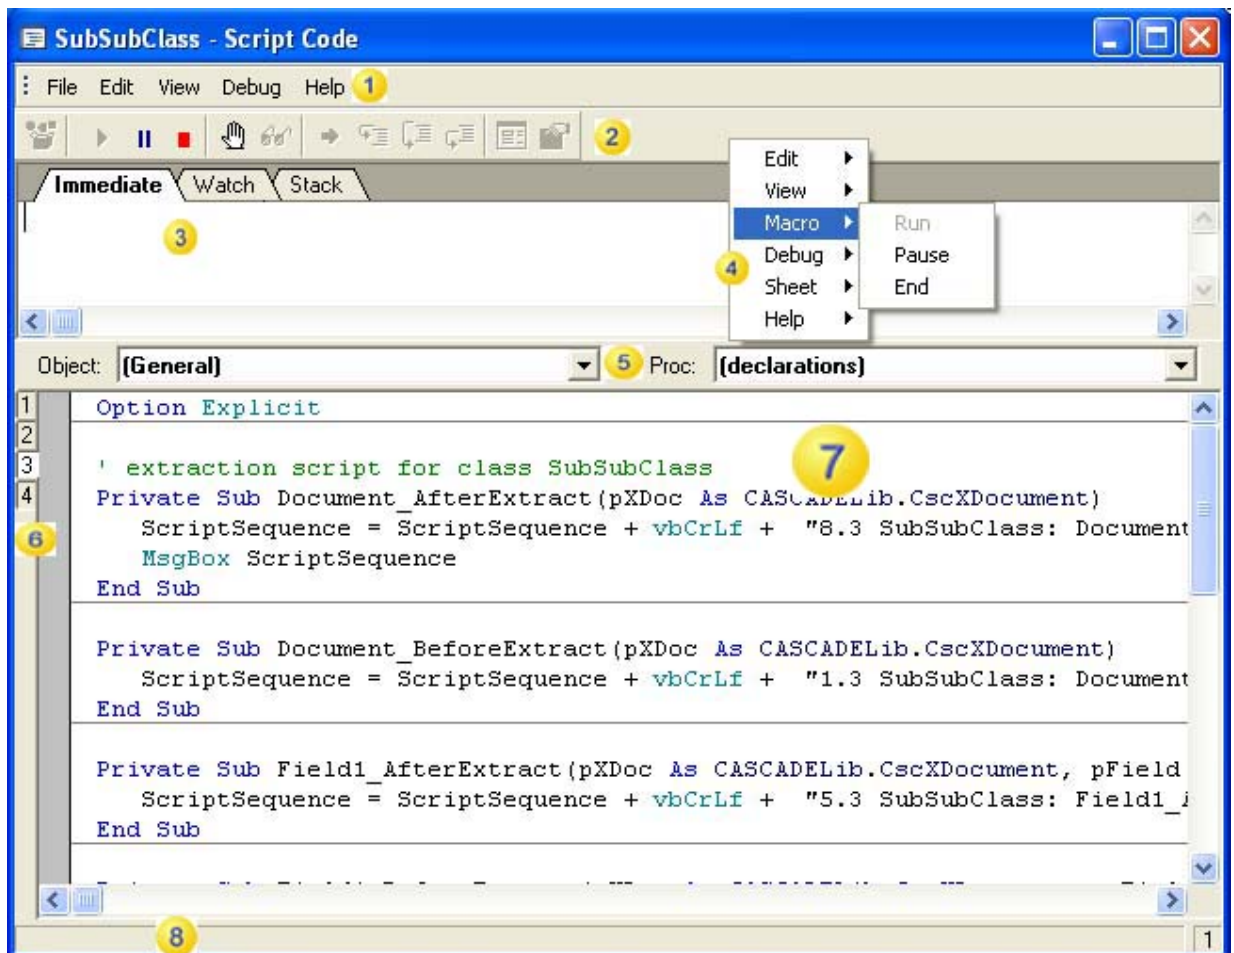 SubSubClass - Script Code
File Edit View Debug Help 1
2
Immediate Watch Stack
3
Edit
View
Macro
Debug
Sheet
Help
4
Run
Pause
End
Object: (General) 5 Proc: (declarations)
1
2
3
4
6
7
Option Explicit
' extraction script for class SubSubClass
Private Sub Document_AfterExtract(pXDoc As CASCADELib.CscXDocument)
ScriptSequence = ScriptSequence + vbCrLf + "8.3 SubSubClass: Document
MsgBox ScriptSequence
End Sub
Private Sub Document_BeforeExtract(pXDoc As CASCADELib.CscXDocument)
ScriptSequence = ScriptSequence + vbCrLf + "1.3 SubSubClass: Document
End Sub
Private Sub Field1_AfterExtract(pXDoc As CASCADELib.CscXDocument, pField
ScriptSequence = ScriptSequence + vbCrLf + "5.3 SubSubClass: Field1_
End Sub
8
1